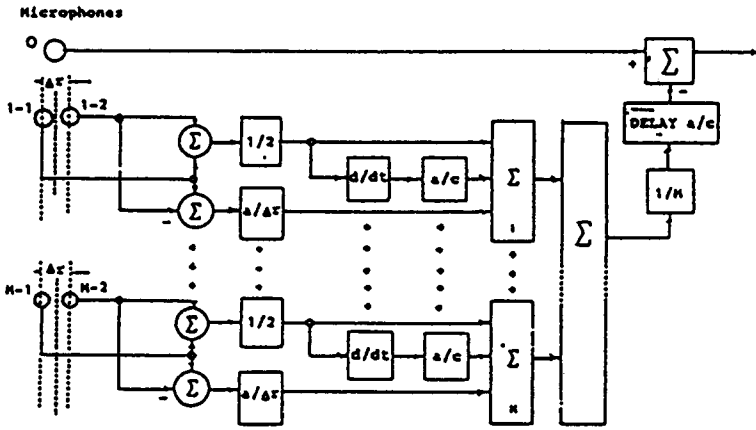 Microphones
0
+ Σ
-
Δr
1-1 1-2
DELAY a/c
Σ 1/2
d/dt a/c
Σ
1/M
- Σ a/Δr
1
Σ
Δr
M-1 M-2
Σ 1/2
d/dt a/c
Σ
- Σ a/Δr
M